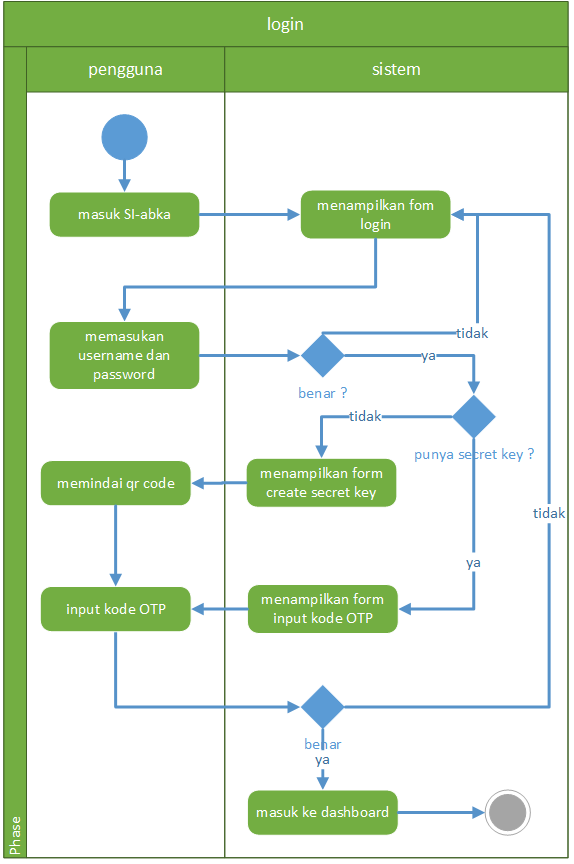 login
pengguna
sistem
masuk SI-abka
menampilkan fom
login
memasukan
username dan
password
tidak
ya
benar ?
tidak
punya secret key ?
memindai qr code
menampilkan form
create secret key
tidak
ya
input kode OTP
menampilkan form
input kode OTP
benar
ya
masuk ke dashboard
Phase